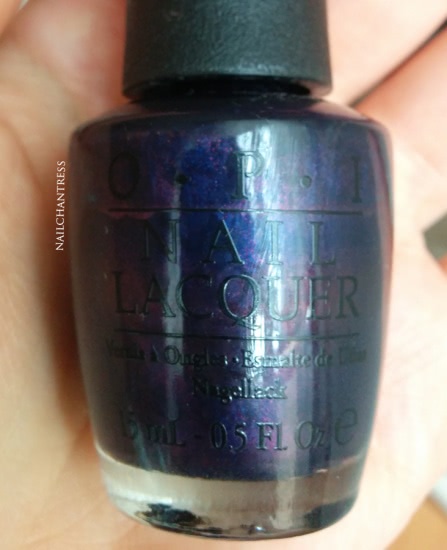 O · P · I
NAIL
LACQUER
Vernis à Ongles · Esmalte de Uñas
Nagellack
15 mL - 0.5 Fl. Oz. ℮
NAILCHANTRESS